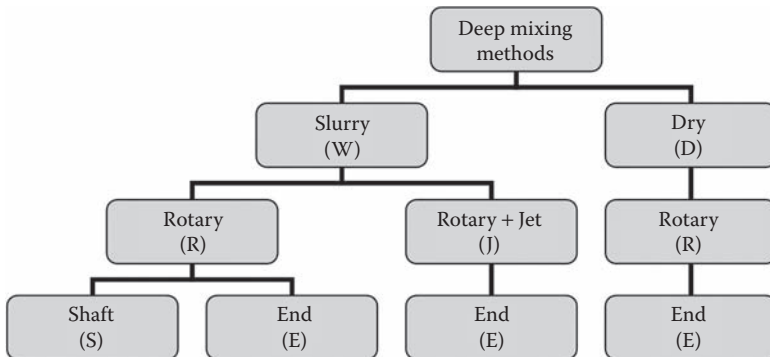 Deep mixing
methods
Slurry
(W)
Dry
(D)
Rotary
(R)
Rotary + Jet
(J)
Rotary
(R)
Shaft
(S)
End
(E)
End
(E)
End
(E)